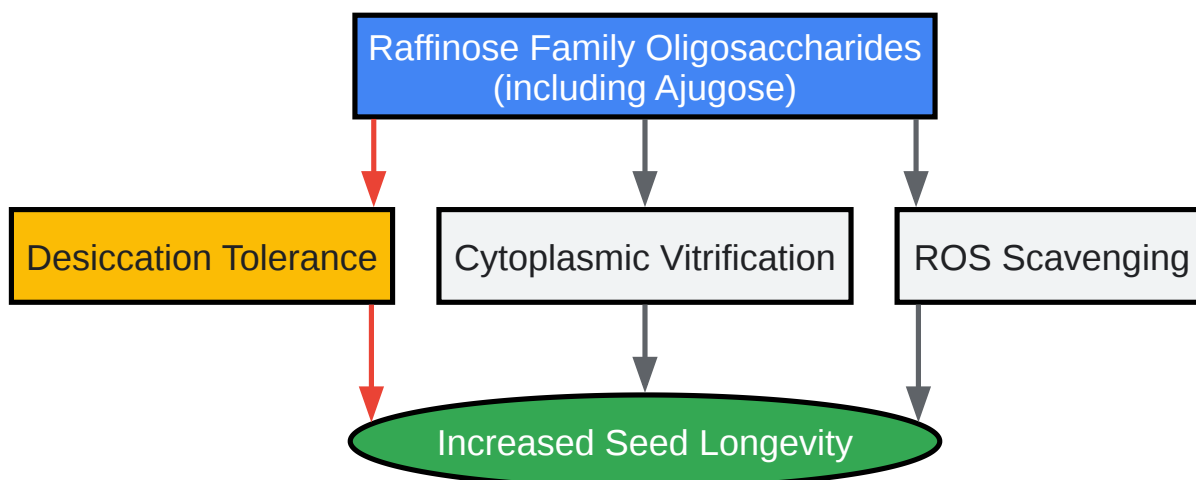 Raffinose Family Oligosaccharides
(including Ajugose)
Desiccation Tolerance
Cytoplasmic Vitrification
ROS Scavenging
Increased Seed Longevity